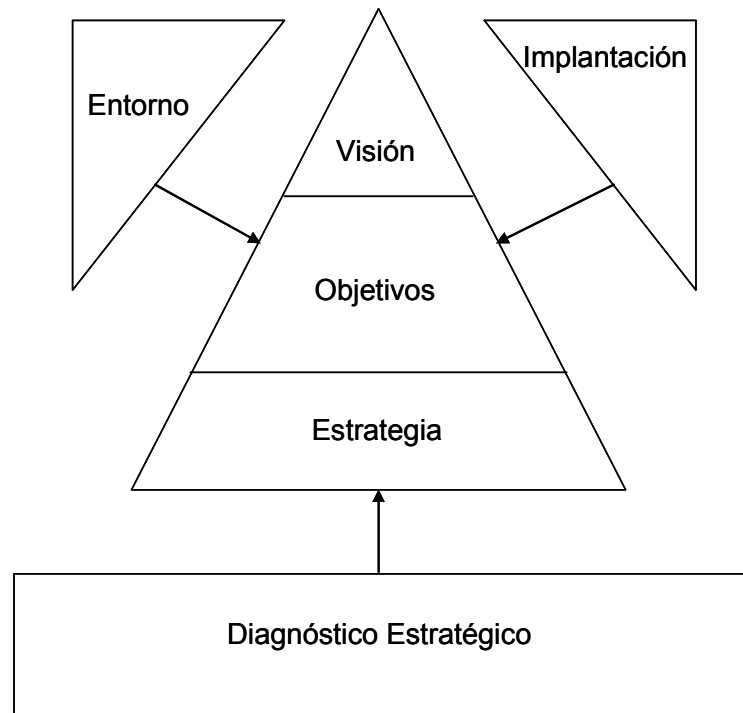 Implantación
Entorno
Visión
Objetivos
Estrategia
Diagnóstico Estratégico